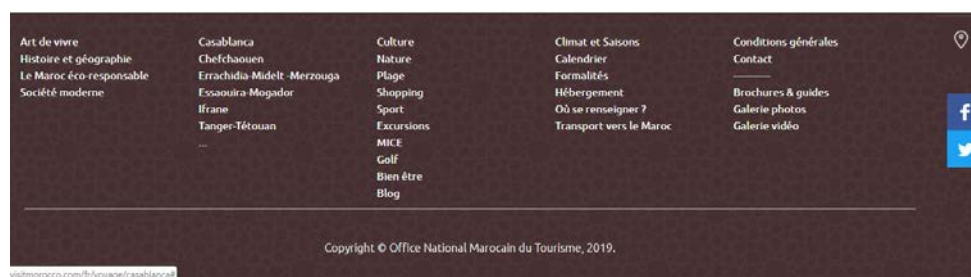 Art de vivre
Histoire et géographie
Le Maroc éco-responsable
Société moderne
Casablanca
Chefchaouen
Errachidia-Midelt -Merzouga
Essaouira-Mogador
Ifrane
Tanger-Tétouan
...
Culture
Nature
Plage
Shopping
Sport
Excursions
MICE
Golf
Bien être
Blog
Climat et Saisons
Calendrier
Formalités
Hébergement
Où se renseigner ?
Transport vers le Maroc
Conditions générales
Contact
Brochures & guides
Galerie photos
Galerie vidéo
Copyright © Office National Marocain du Tourisme, 2019.
visitmorocco.com/fr/voyage/casablanca#